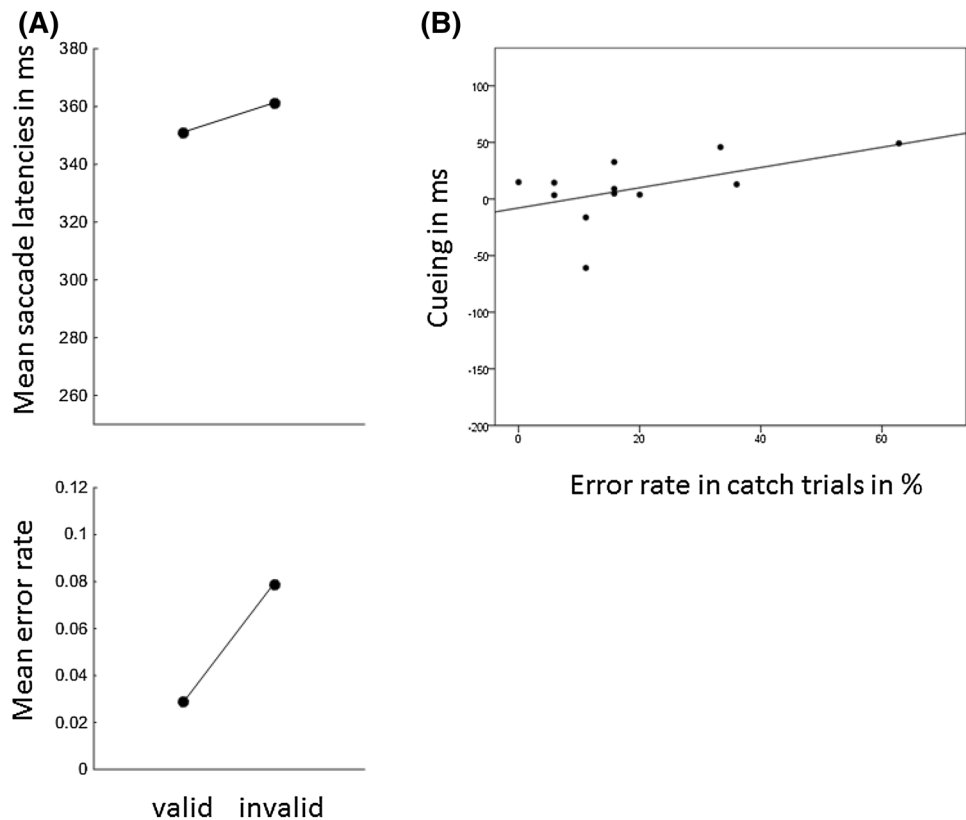 (A)
Mean saccade latencies in ms
380
360
340
320
300
280
260
Mean error rate
0.12
0.1
0.08
0.06
0.04
0.02
0
valid invalid
(B)
Cueing in ms
100
50
0
-50
-100
-150
-200
0 20 40 60
Error rate in catch trials in %